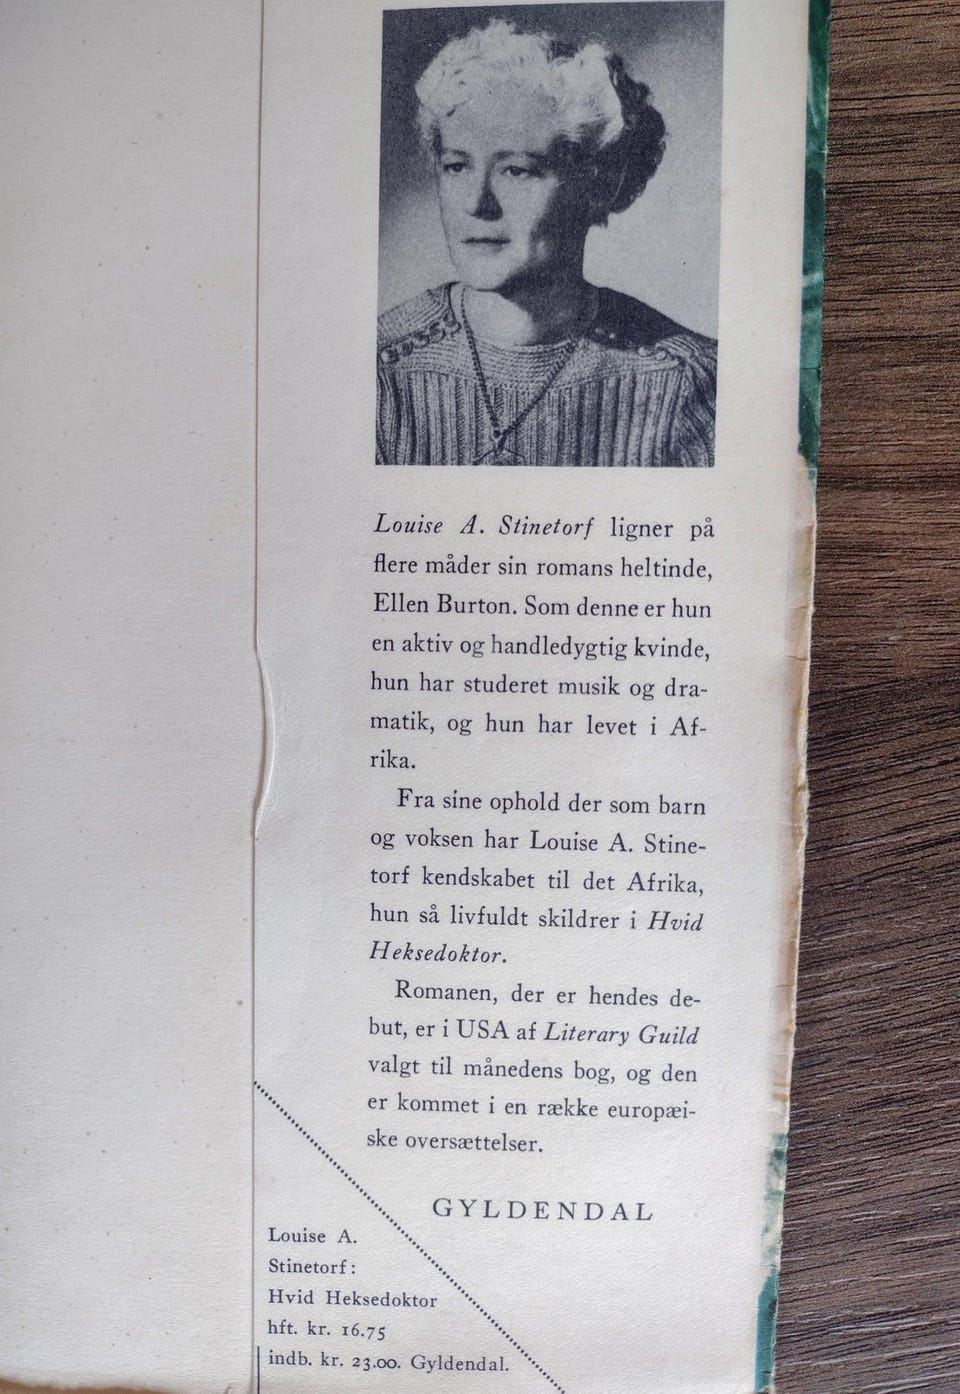 Louise A. Stinetorf ligner på
flere måder sin romans heltinde,
Ellen Burton. Som denne er hun
en aktiv og handledygtig kvinde,
hun har studeret musik og dra-
matik, og hun har levet i Af-
rika.
Fra sine ophold der som barn
og voksen har Louise A. Stine-
torf kendskabet til det Afrika,
hun så livfuldt skildrer i Hvid
Heksedoktor.
Romanen, der er hendes de-
but, er i USA af Literary Guild
valgt til månedens bog, og den
er kommet i en række europæi-
ske oversættelser.
GYLDENDAL
Louise A.
Stinetorf:
Hvid Heksedoktor
hft. kr. 16.75
indb. kr. 23.00. Gyldendal.